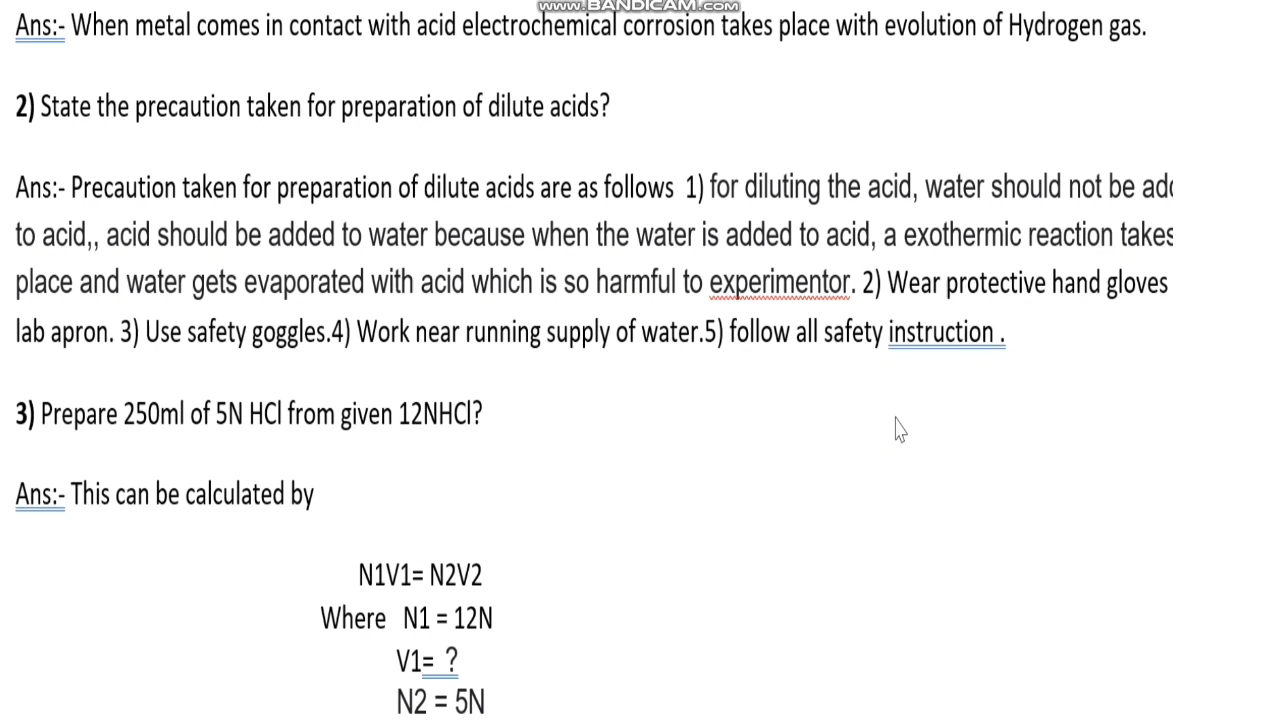 www.BANDICAM.com
Ans:- When metal comes in contact with acid electrochemical corrosion takes place with evolution of Hydrogen gas.
2) State the precaution taken for preparation of dilute acids?
Ans:- Precaution taken for preparation of dilute acids are as follows 1) for diluting the acid, water should not be
to acid,, acid should be added to water because when the water is added to acid, a exothermic reaction takes
place and water gets evaporated with acid which is so harmful to experimentor. 2) Wear protective hand gloves
lab apron. 3) Use safety goggles.4) Work near running supply of water.5) follow all safety instruction .
3) Prepare 250ml of 5N HCl from given 12NHCl?
Ans:- This can be calculated by
N1V1= N2V2
Where N1 = 12N
V1= ?
N2 = 5N